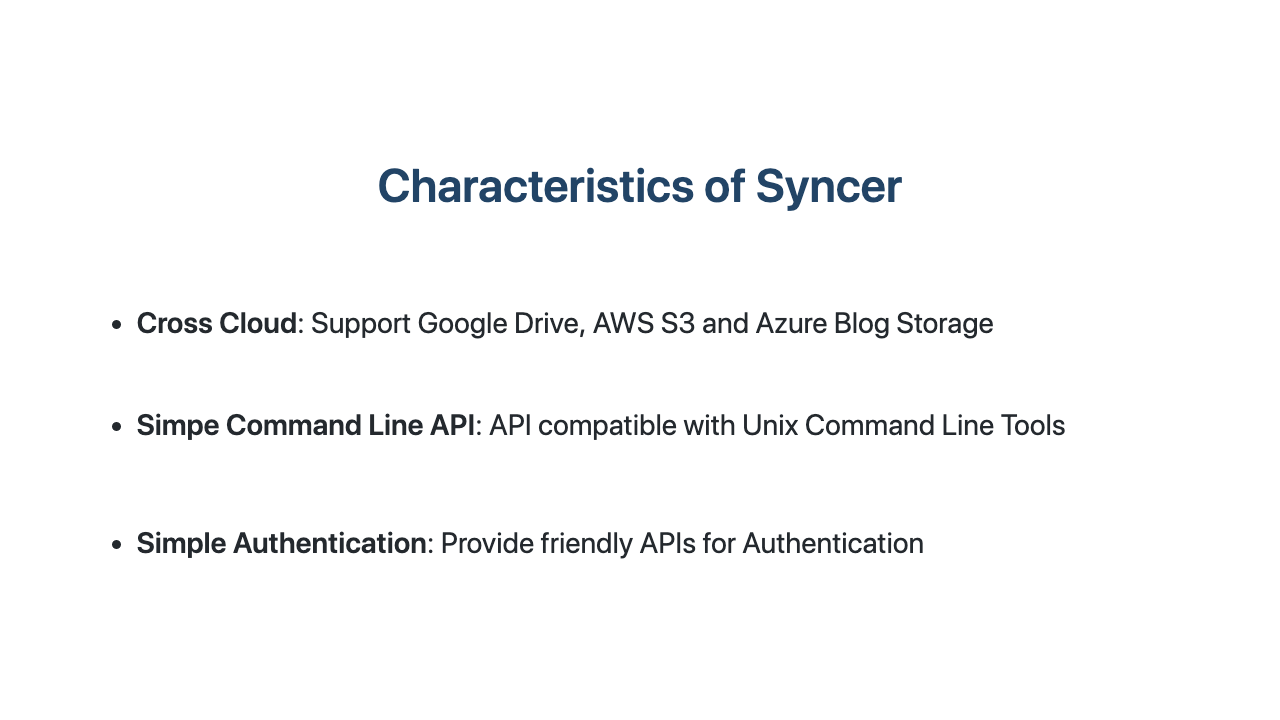 Characteristics of Syncer
• Cross Cloud: Support Google Drive, AWS S3 and Azure Blog Storage
• Simpe Command Line API: API compatible with Unix Command Line Tools
• Simple Authentication: Provide friendly APIs for Authentication